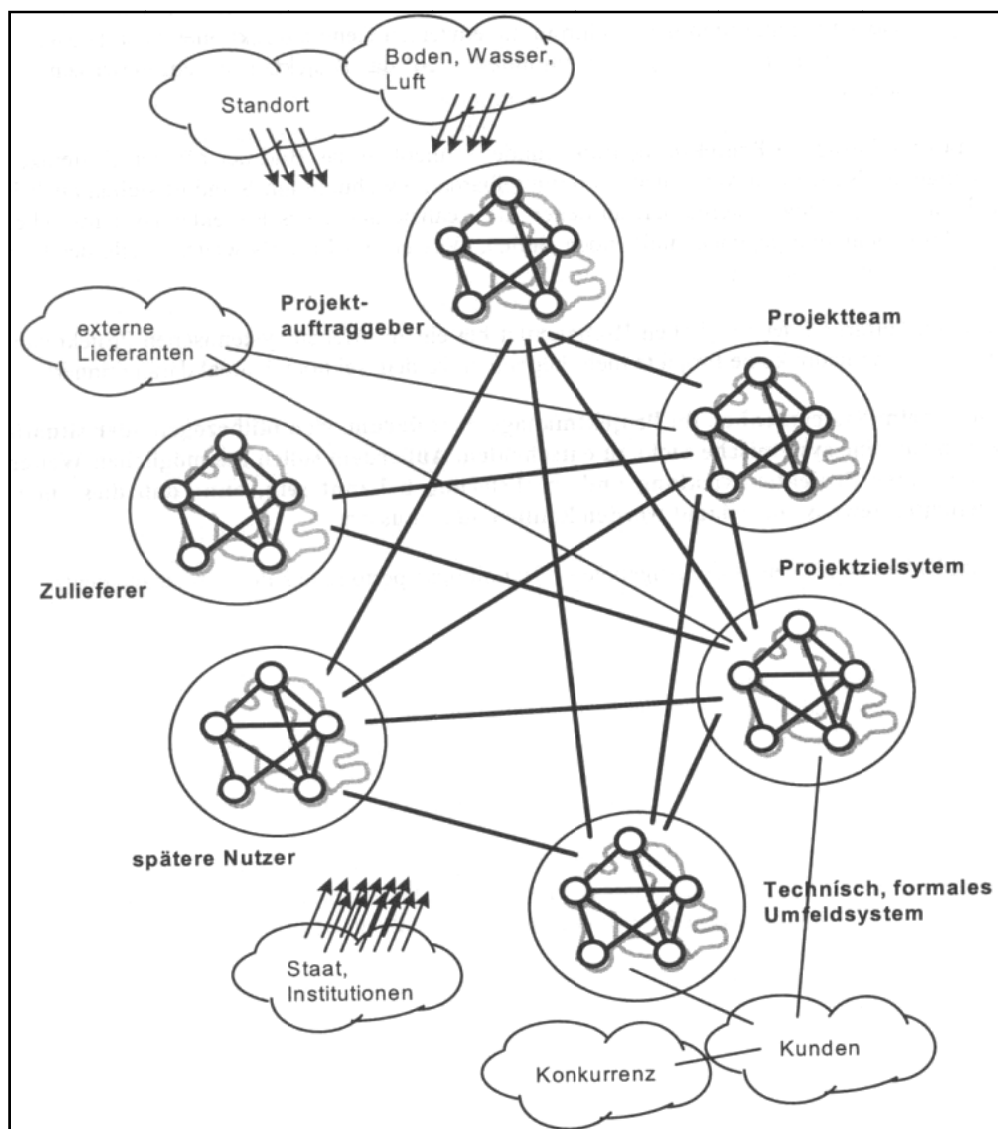 Boden, Wasser,
Luft
Standort
Projekt-
auftraggeber
Projektteam
externe
Lieferanten
Zulieferer
Projektzielsytem
spätere Nutzer
Technisch, formales
Umfeldsystem
Staat,
Institutionen
Kunden
Konkurrenz